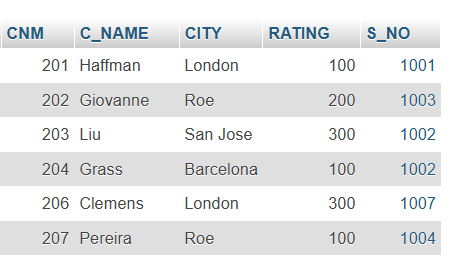 CNM C_NAME CITY RATING S_NO
201 Haffman London 100 1001
202 Giovanne Roe 200 1003
203 Liu San Jose 300 1002
204 Grass Barcelona 100 1002
206 Clemens London 300 1007
207 Pereira Roe 100 1004